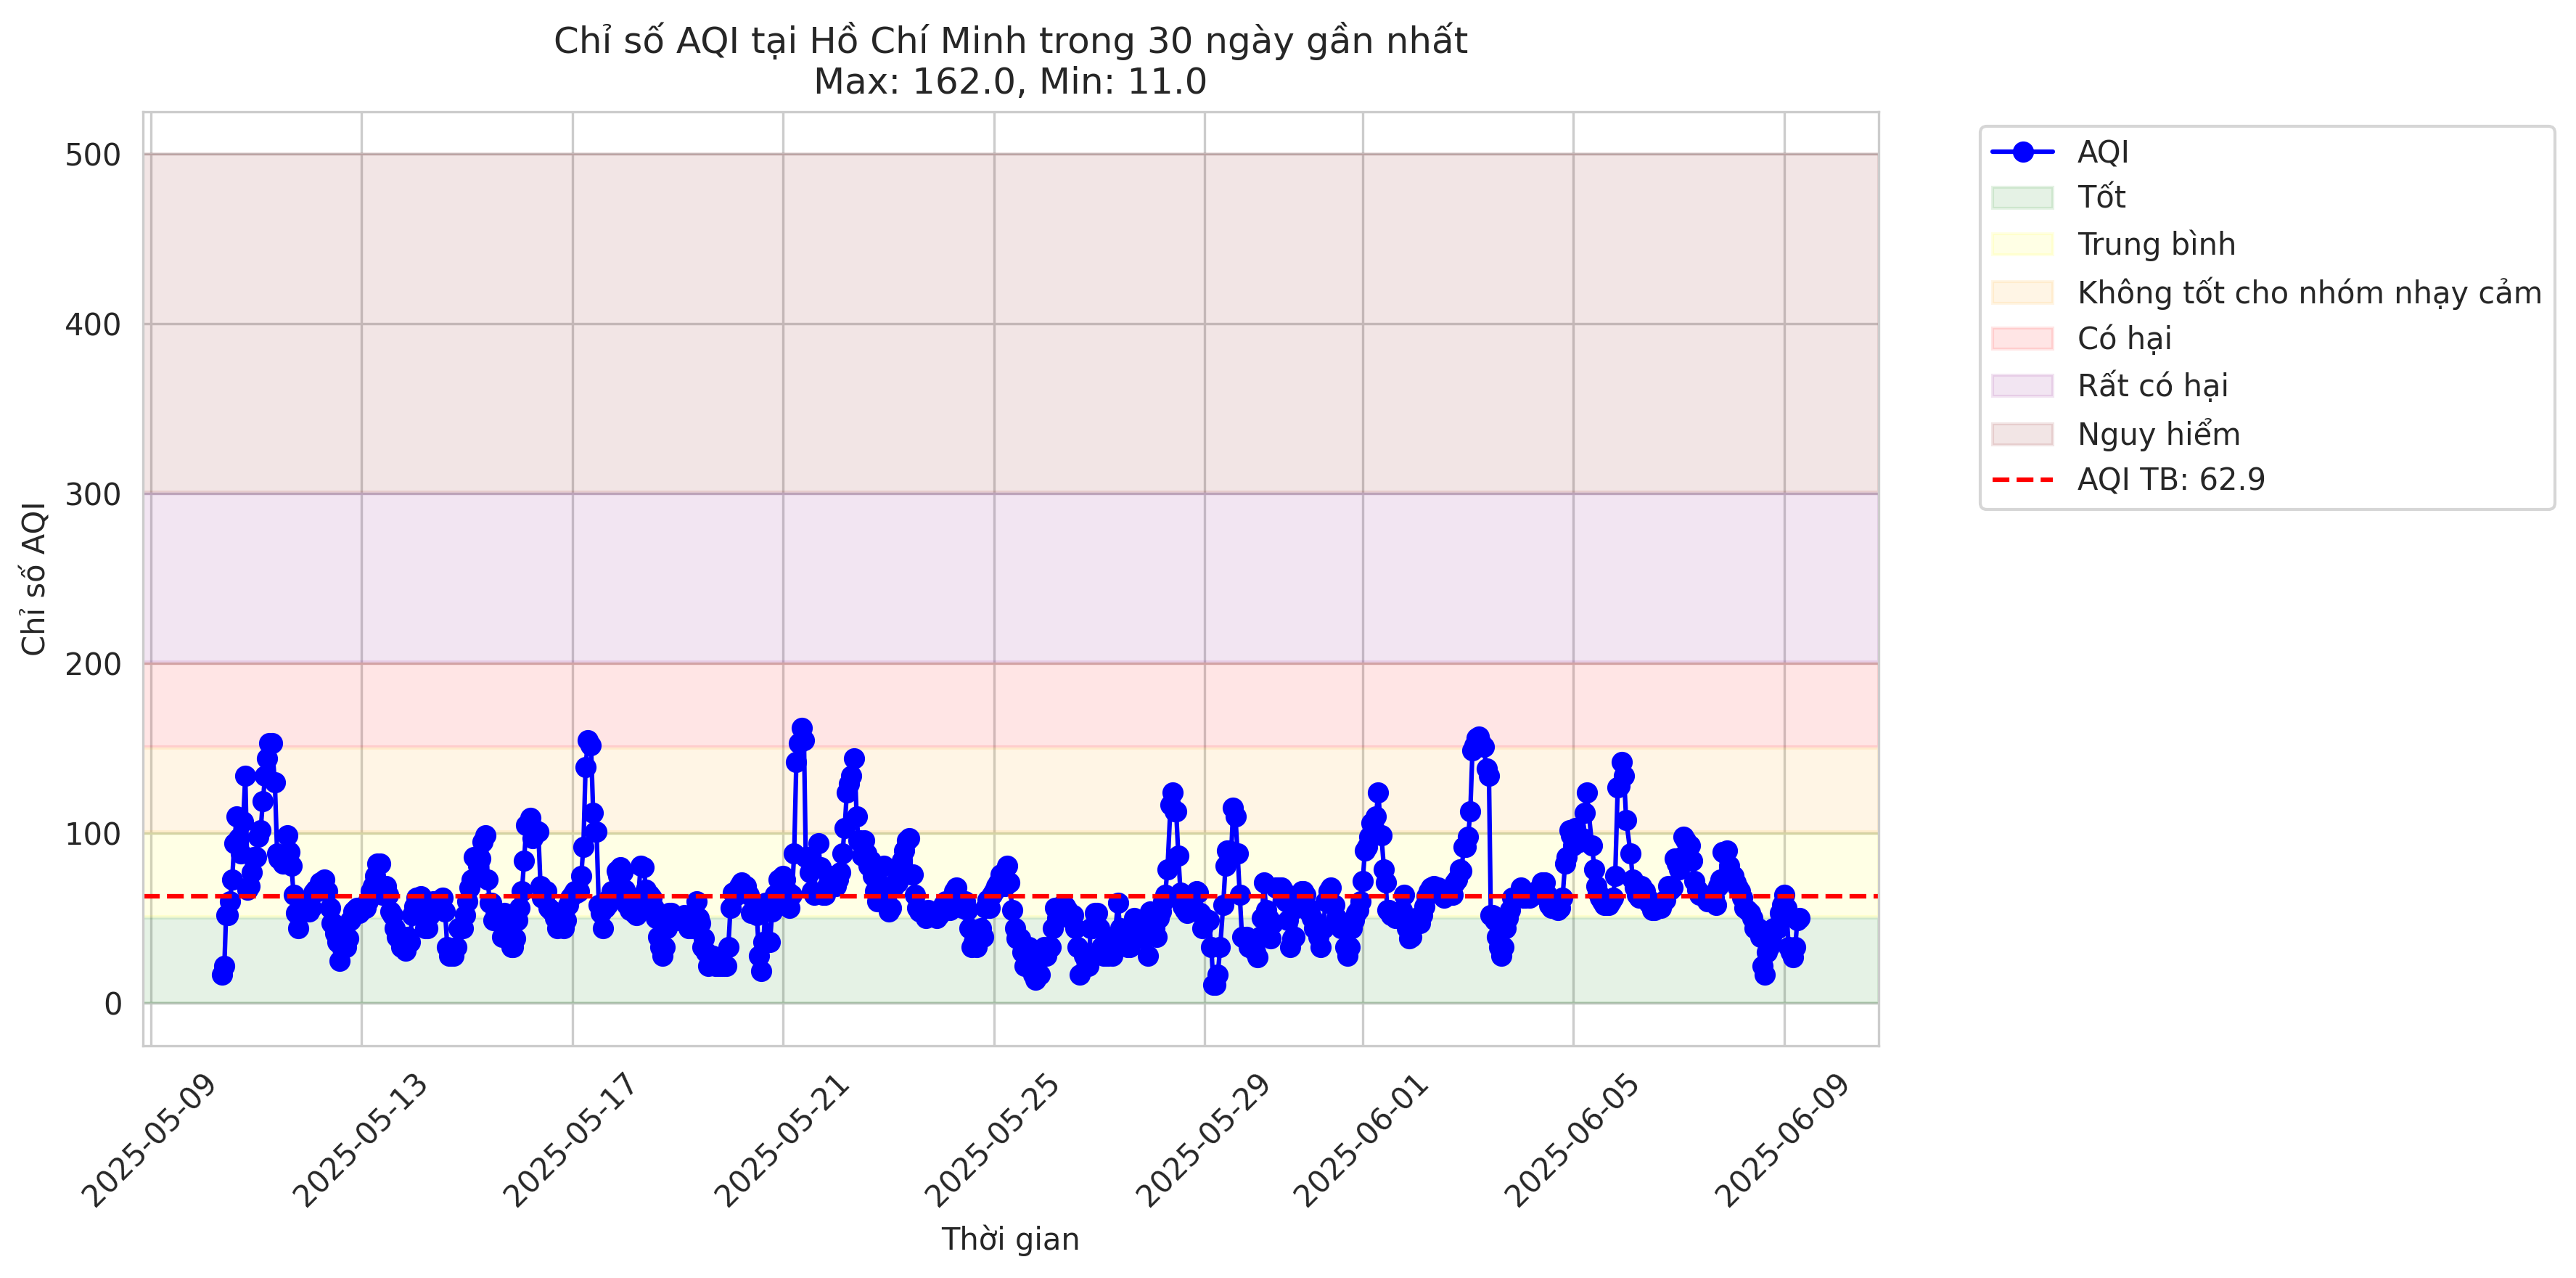 Chỉ số AQI tại Hồ Chí Minh trong 30 ngày gần nhất
Max: 162.0, Min: 11.0
Chỉ số AQI
500
400
300
200
100
0
2025-05-09
2025-05-13
2025-05-17
2025-05-21
2025-05-25
2025-05-29
2025-06-01
2025-06-05
2025-06-09
Thời gian
AQI
Tốt
Trung bình
Không tốt cho nhóm nhạy cảm
Có hại
Rất có hại
Nguy hiểm
AQI TB: 62.9